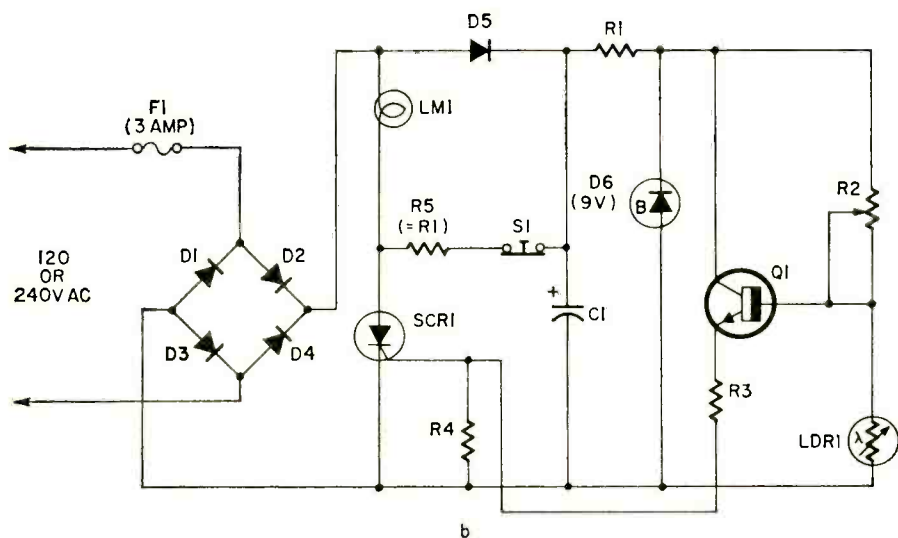 D5
R1
F1
(3 AMP)
LM1
D6
(9V)
B
R2
R5
(=R1)
S1
120
OR
240V AC
D1
D2
Q1
+
C1
SCR1
D3
D4
R3
R4
λ
LDR1
b